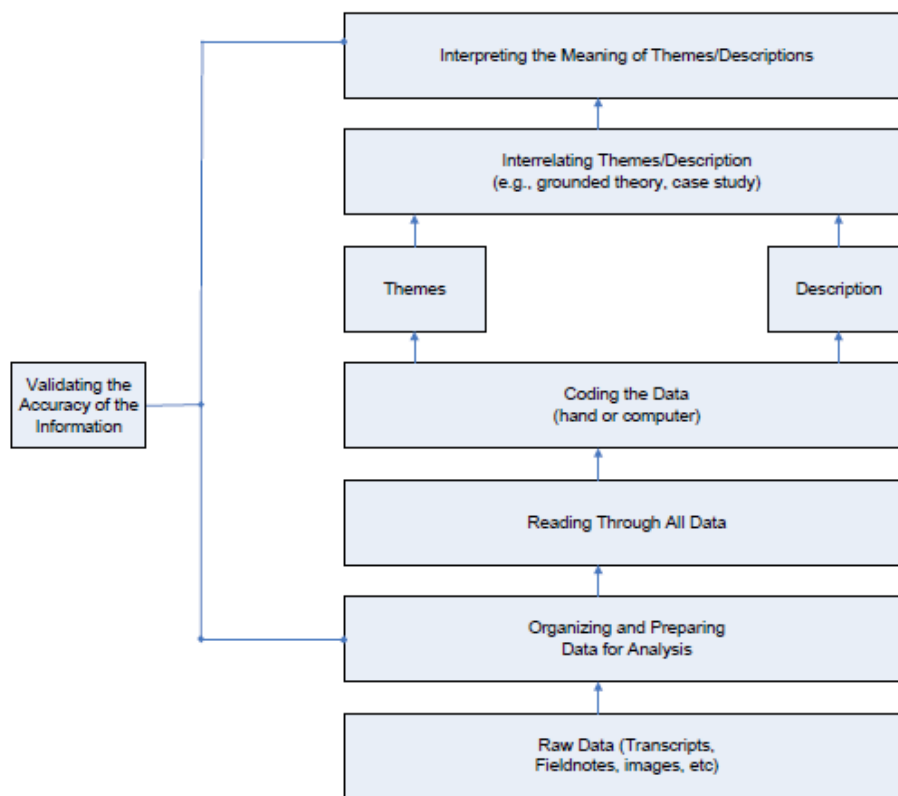 Interpreting the Meaning of Themes/Descriptions
Interrelating Themes/Description
(e.g., grounded theory, case study)
Themes
Description
Validating the
Accuracy of the
Information
Coding the Data
(hand or computer)
Reading Through All Data
Organizing and Preparing
Data for Analysis
Raw Data (Transcripts,
Fieldnotes, images, etc)